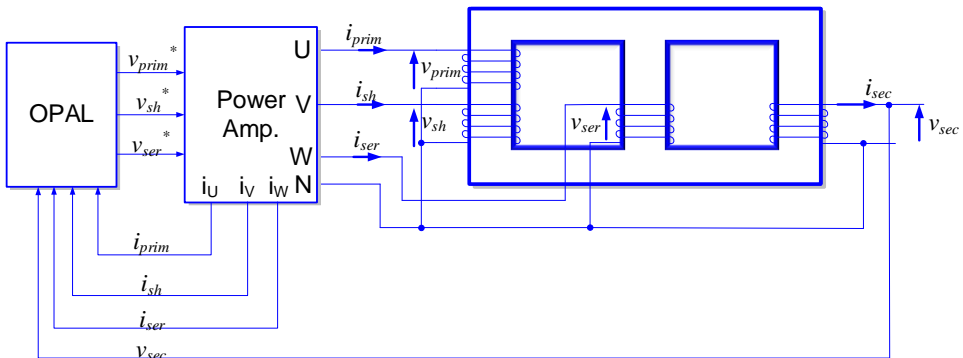 OPAL
v_prim*
v_sh*
v_ser*
Power
Amp.
U
V
W
N
i_U
i_V
i_W
i_prim
i_sh
i_ser
v_prim
v_sh
v_ser
i_sec
v_sec
i_prim
i_sh
i_ser
v_sec